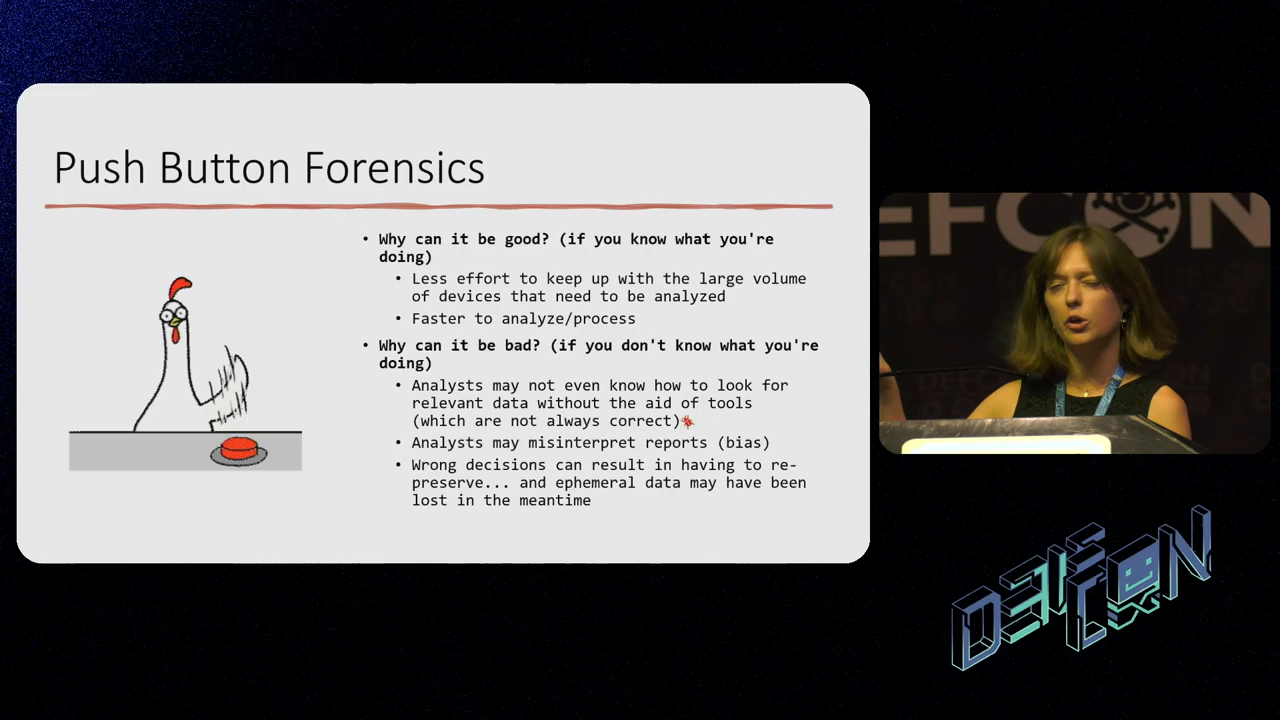 Push Button Forensics
• Why can it be good? (if you know what you're
doing)
• Less effort to keep up with the large volume
of devices that need to be analyzed
• Faster to analyze/process
• Why can it be bad? (if you don't know what you're
doing)
• Analysts may not even know how to look for
relevant data without the aid of tools
(which are not always correct)
• Analysts may misinterpret reports (bias)
• Wrong decisions can result in having to re-
preserve... and ephemeral data may have been
lost in the meantime
DEFCON